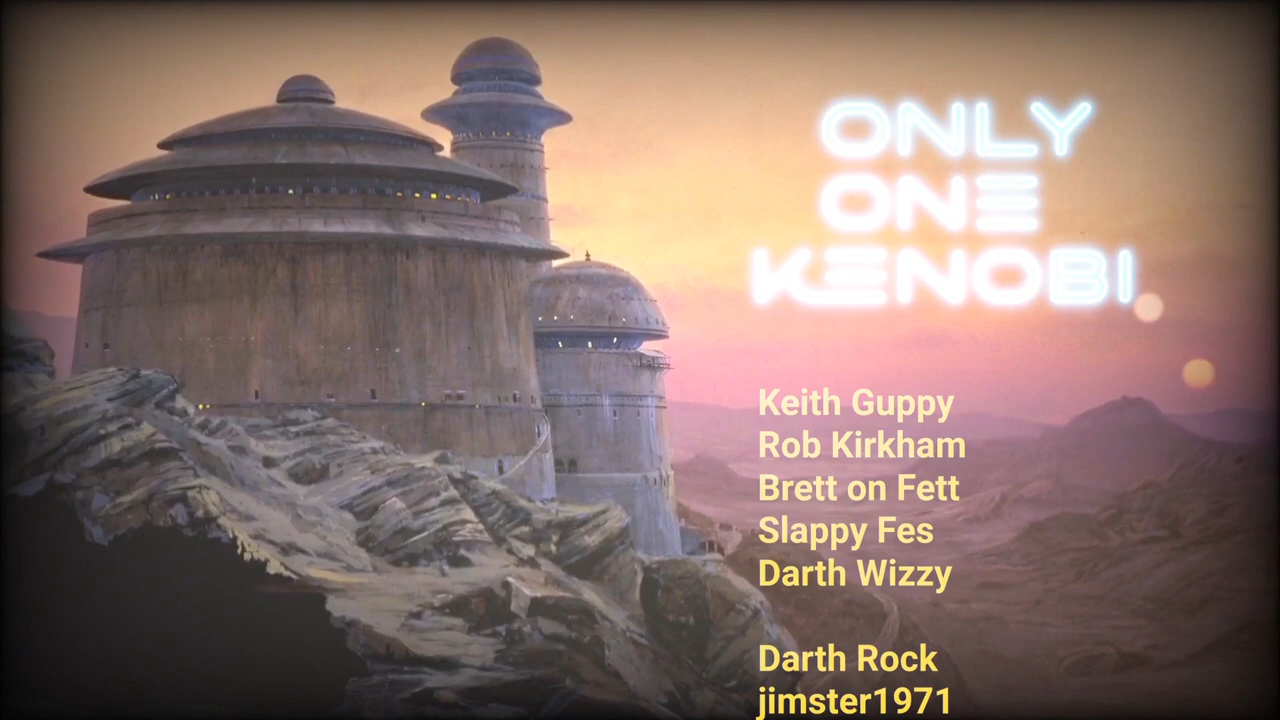 ONLY
ONE
KENOBI
Keith Guppy
Rob Kirkham
Brett on Fett
Slappy Fes
Darth Wizzy
Darth Rock
jimster1971